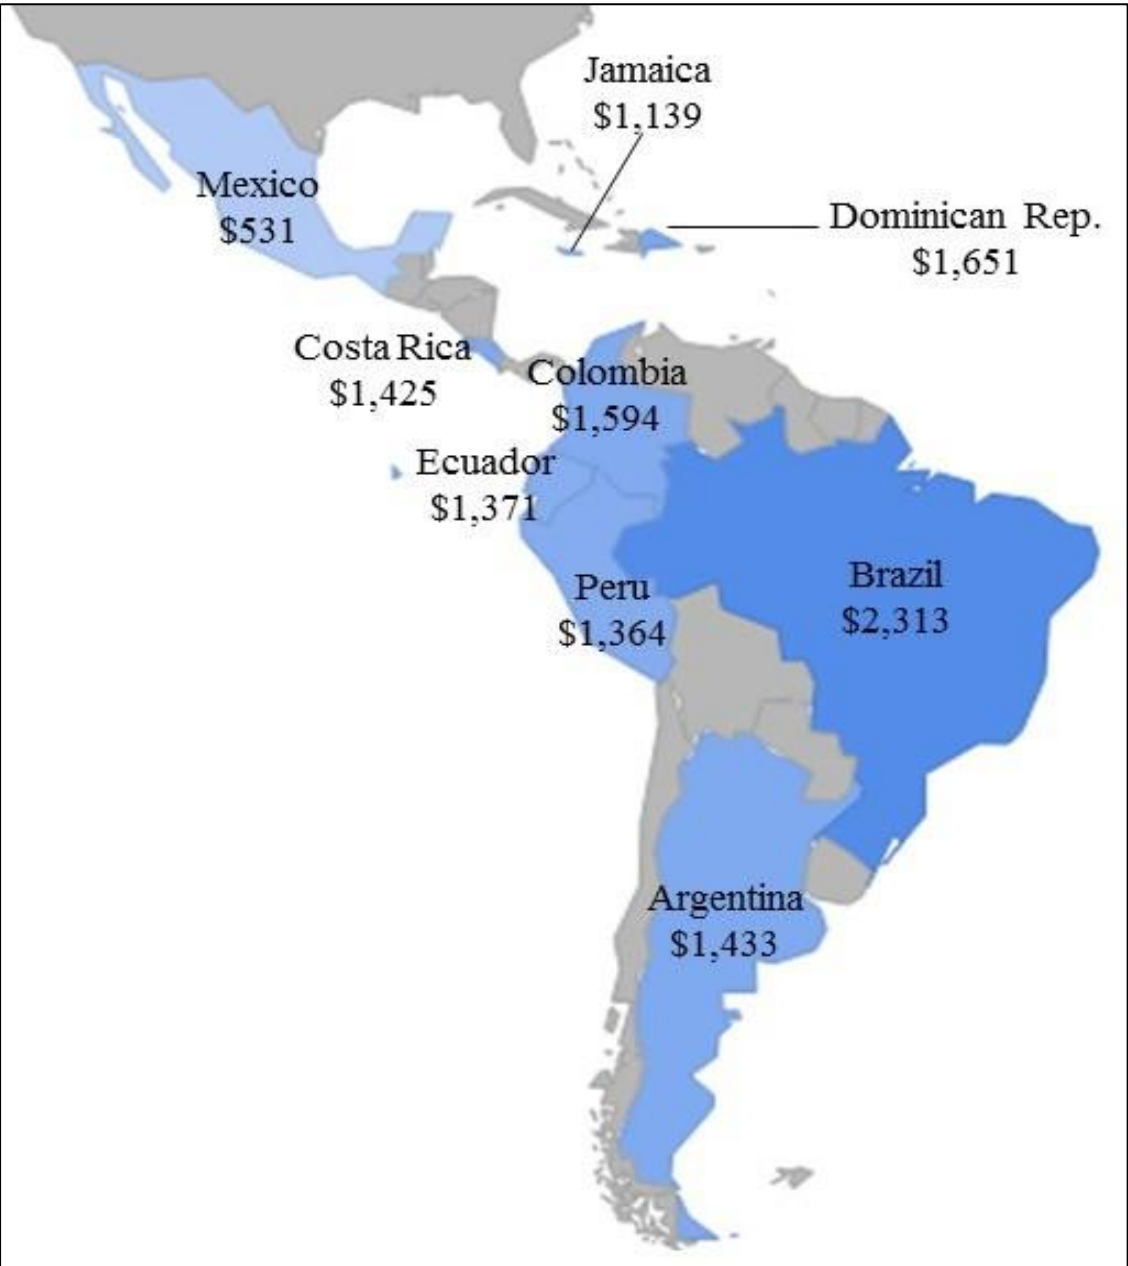 Jamaica
$1,139
Mexico
$531
Dominican Rep.
$1,651
Costa Rica
$1,425
Colombia
$1,594
Ecuador
$1,371
Peru
$1,364
Brazil
$2,313
Argentina
$1,433